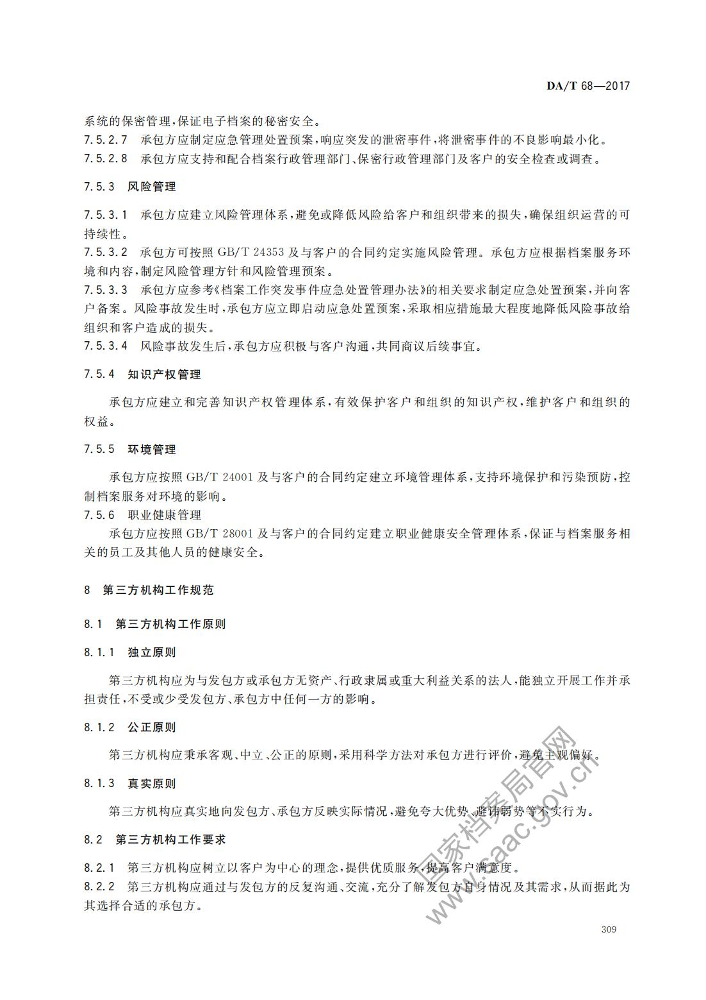 DA/T 68—2017
系统的保密管理,保证电子档案的秘密安全。
7.5.2.7 承包方应制定应急管理处置预案,响应突发的泄密事件,将泄密事件的不良影响最小化。
7.5.2.8 承包方应支持和配合档案行政管理部门、保密行政管理部门及客户的安全检查或调查。
7.5.3 风险管理
7.5.3.1 承包方应建立风险管理体系,避免或降低风险给客户和组织带来的损失,确保组织运营的可
持续性。
7.5.3.2 承包方可按照 GB/T 24353 及与客户的合同约定实施风险管理。承包方应根据档案服务环
境和内容,制定风险管理方针和风险管理预案。
7.5.3.3 承包方应参考《档案工作突发事件应急处置管理办法》的相关要求制定应急处置预案,并向客
户备案。风险事故发生时,承包方应立即启动应急处置预案,采取相应措施最大程度地降低风险事故给
组织和客户造成的损失。
7.5.3.4 风险事故发生后,承包方应积极与客户沟通,共同商议后续事宜。
7.5.4 知识产权管理
承包方应建立和完善知识产权管理体系,有效保护客户和组织的知识产权,维护客户和组织的
权益。
7.5.5 环境管理
承包方应按照 GB/T 24001 及与客户的合同约定建立环境管理体系,支持环境保护和污染预防,控
制档案服务对环境的影响。
7.5.6 职业健康管理
承包方应按照 GB/T 28001 及与客户的合同约定建立职业健康安全管理体系,保证与档案服务相
关的员工及其他人员的健康安全。
8 第三方机构工作规范
8.1 第三方机构工作原则
8.1.1 独立原则
第三方机构应为与发包方或承包方无资产、行政隶属或重大利益关系的法人,能独立开展工作并承
担责任,不受或少受发包方、承包方中任何一方的影响。
8.1.2 公正原则
第三方机构应秉承客观、中立、公正的原则,采用科学方法对承包方进行评价,避免主观偏好。
8.1.3 真实原则
第三方机构应真实地向发包方、承包方反映实际情况,避免夸大优势、避讳弱势等不实行为。
8.2 第三方机构工作要求
8.2.1 第三方机构应树立以客户为中心的理念,提供优质服务,提高客户满意度。
8.2.2 第三方机构应通过与发包方的反复沟通、交流,充分了解发包方自身情况及其需求,从而据此为
其选择合适的承包方。
国家档案局官网
www.saac.gov.cn
309